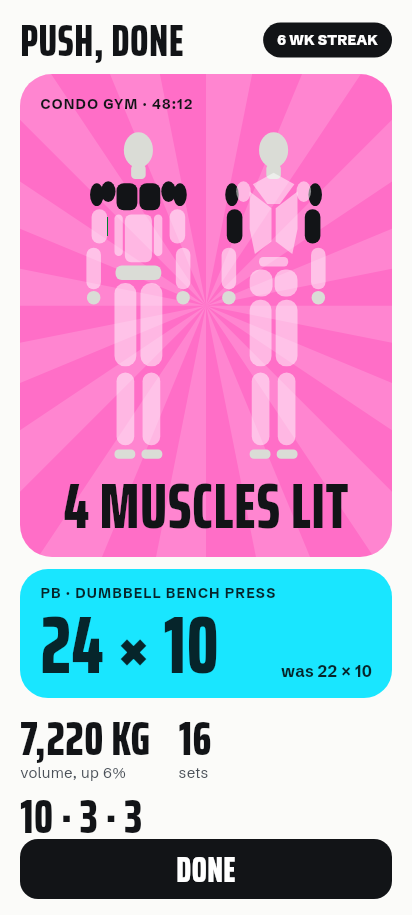 PUSH, DONE
6 WK STREAK
CONDO GYM · 48:12
4 MUSCLES LIT
PB · DUMBBELL BENCH PRESS
24 × 10
was 22 × 10
7,220 KG 16
volume, up 6% sets
10 · 3 · 3
DONE